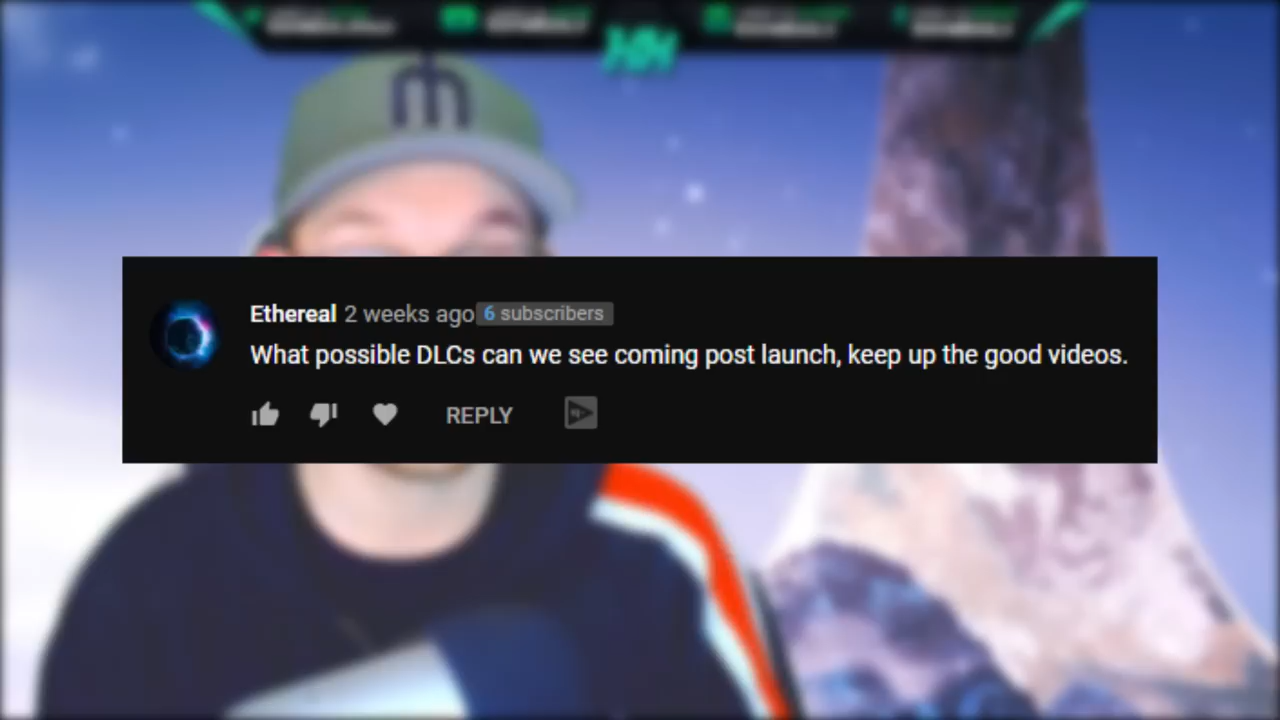 HH
Ethereal 2 weeks ago 6 subscribers
What possible DLCs can we see coming post launch, keep up the good videos.
REPLY